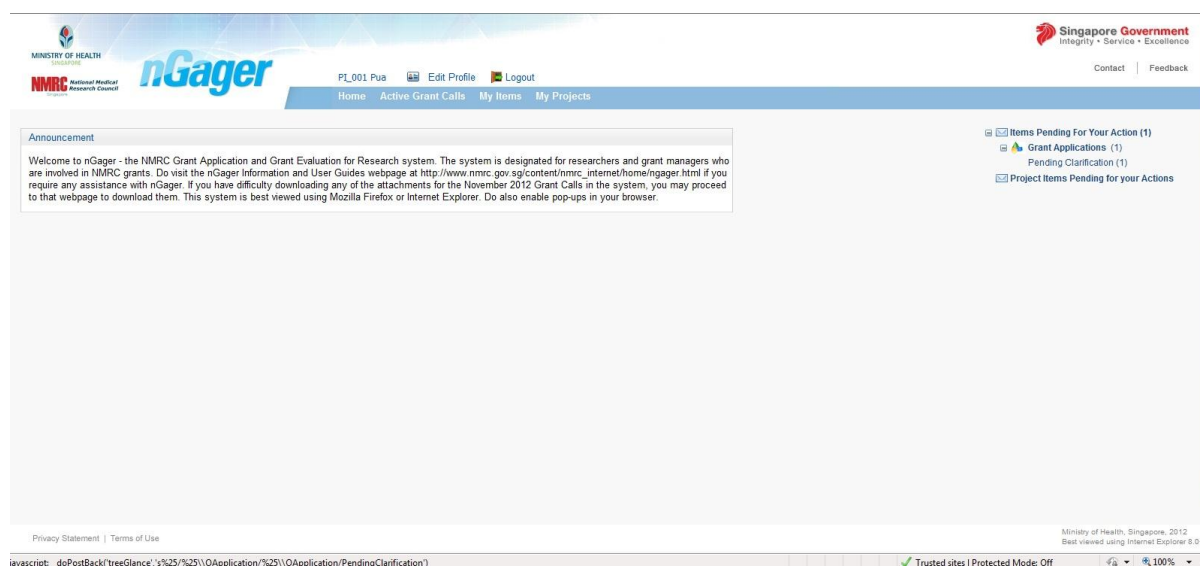 MINISTRY OF HEALTH
SINGAPORE
NMRC National Medical
Research Council
Singapore
nGager
Singapore Government
Integrity • Service • Excellence
Contact | Feedback
PI_001 Pua Edit Profile Logout
Home Active Grant Calls My Items My Projects
Announcement
Welcome to nGager - the NMRC Grant Application and Grant Evaluation for Research system. The system is designated for researchers and grant managers who
are involved in NMRC grants. Do visit the nGager Information and User Guides webpage at http://www.nmrc.gov.sg/content/nmrc_internet/home/ngager.html if you
require any assistance with nGager. If you have difficulty downloading any of the attachments for the November 2012 Grant Calls in the system, you may proceed
to that webpage to download them. This system is best viewed using Mozilla Firefox or Internet Explorer. Do also enable pop-ups in your browser.
Items Pending For Your Action (1)
Grant Applications (1)
Pending Clarification (1)
Project Items Pending for your Actions
Privacy Statement | Terms of Use
Ministry of Health, Singapore, 2012
Best viewed using Internet Explorer 8.0
javascript:__doPostBack('treeGlance','s%25/%25\\OApplication/%25\\OApplication/PendingClarification')
Trusted sites | Protected Mode: Off
100%